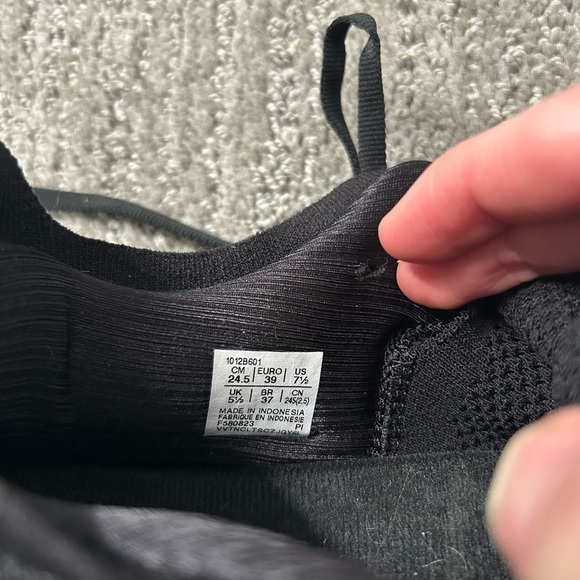 1012B601
CM EURO US
24.5 39 7½
UK BR CN
5½ 37 245(2.5)
MADE IN INDONESIA
FABRIQUE EN INDONESIE
F580823 PI